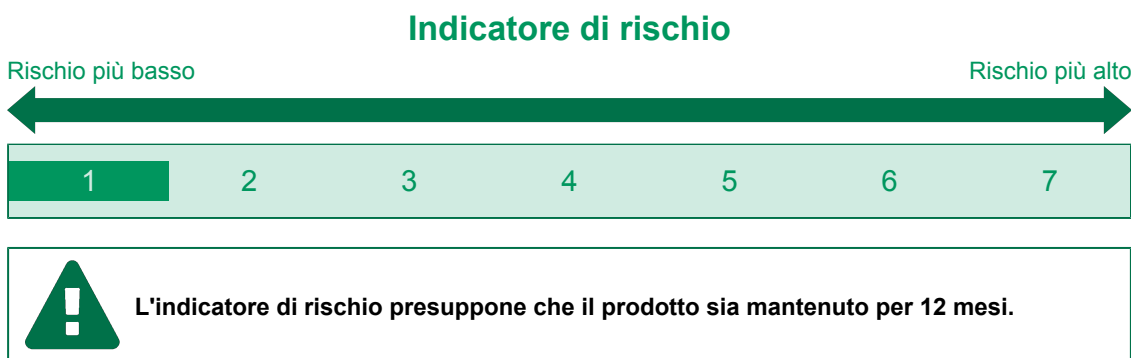 Indicatore di rischio
Rischio più basso Rischio più alto
1 2 3 4 5 6 7
L'indicatore di rischio presuppone che il prodotto sia mantenuto per 12 mesi.